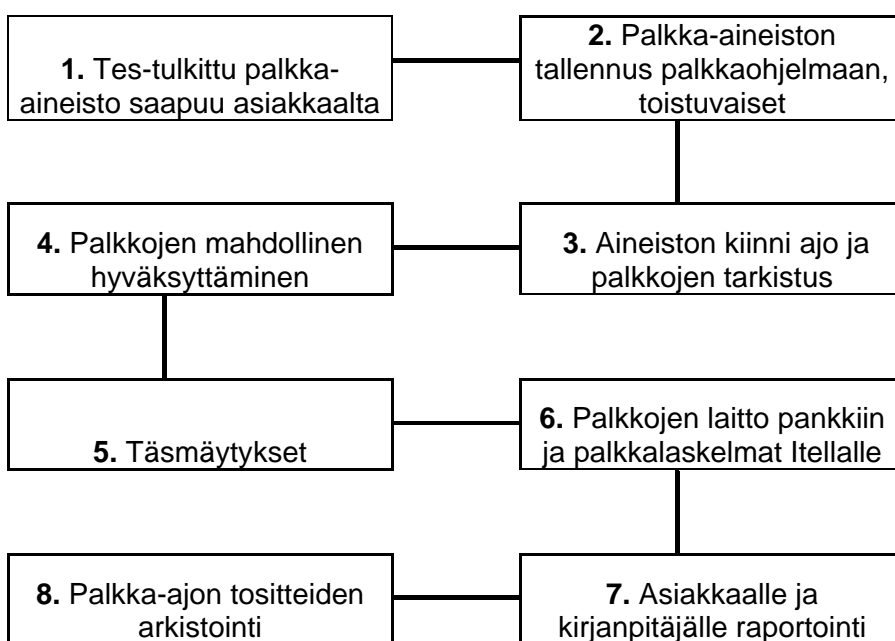 1. Tes-tulkittu palkka-
aineisto saapuu asiakkaalta
2. Palkka-aineiston
tallennus palkkaohjelmaan,
toistuvaiset
3. Aineiston kiinni ajo ja
palkkojen tarkistus
4. Palkkojen mahdollinen
hyväksyttäminen
5. Täsmäytykset
6. Palkkojen laitto pankkiin
ja palkkalaskelmat Itellalle
7. Asiakkaalle ja
kirjanpitäjälle raportointi
8. Palkka-ajon tositteiden
arkistointi